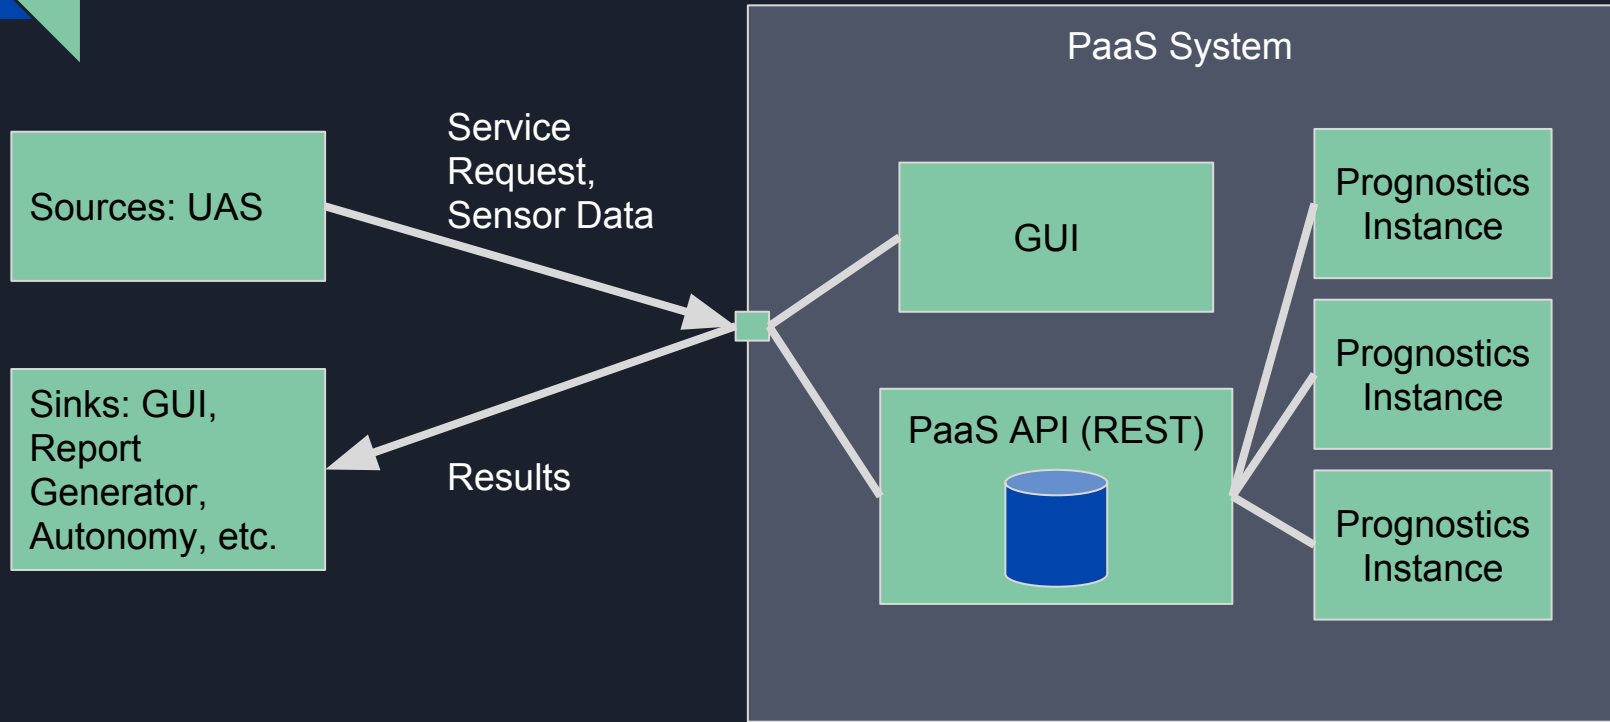 PaaS System
Service
Request,
Sensor Data
Sources: UAS
GUI
Prognostics
Instance
Prognostics
Instance
Sinks: GUI,
Report
Generator,
Autonomy, etc.
PaaS API (REST)
Results
Prognostics
Instance